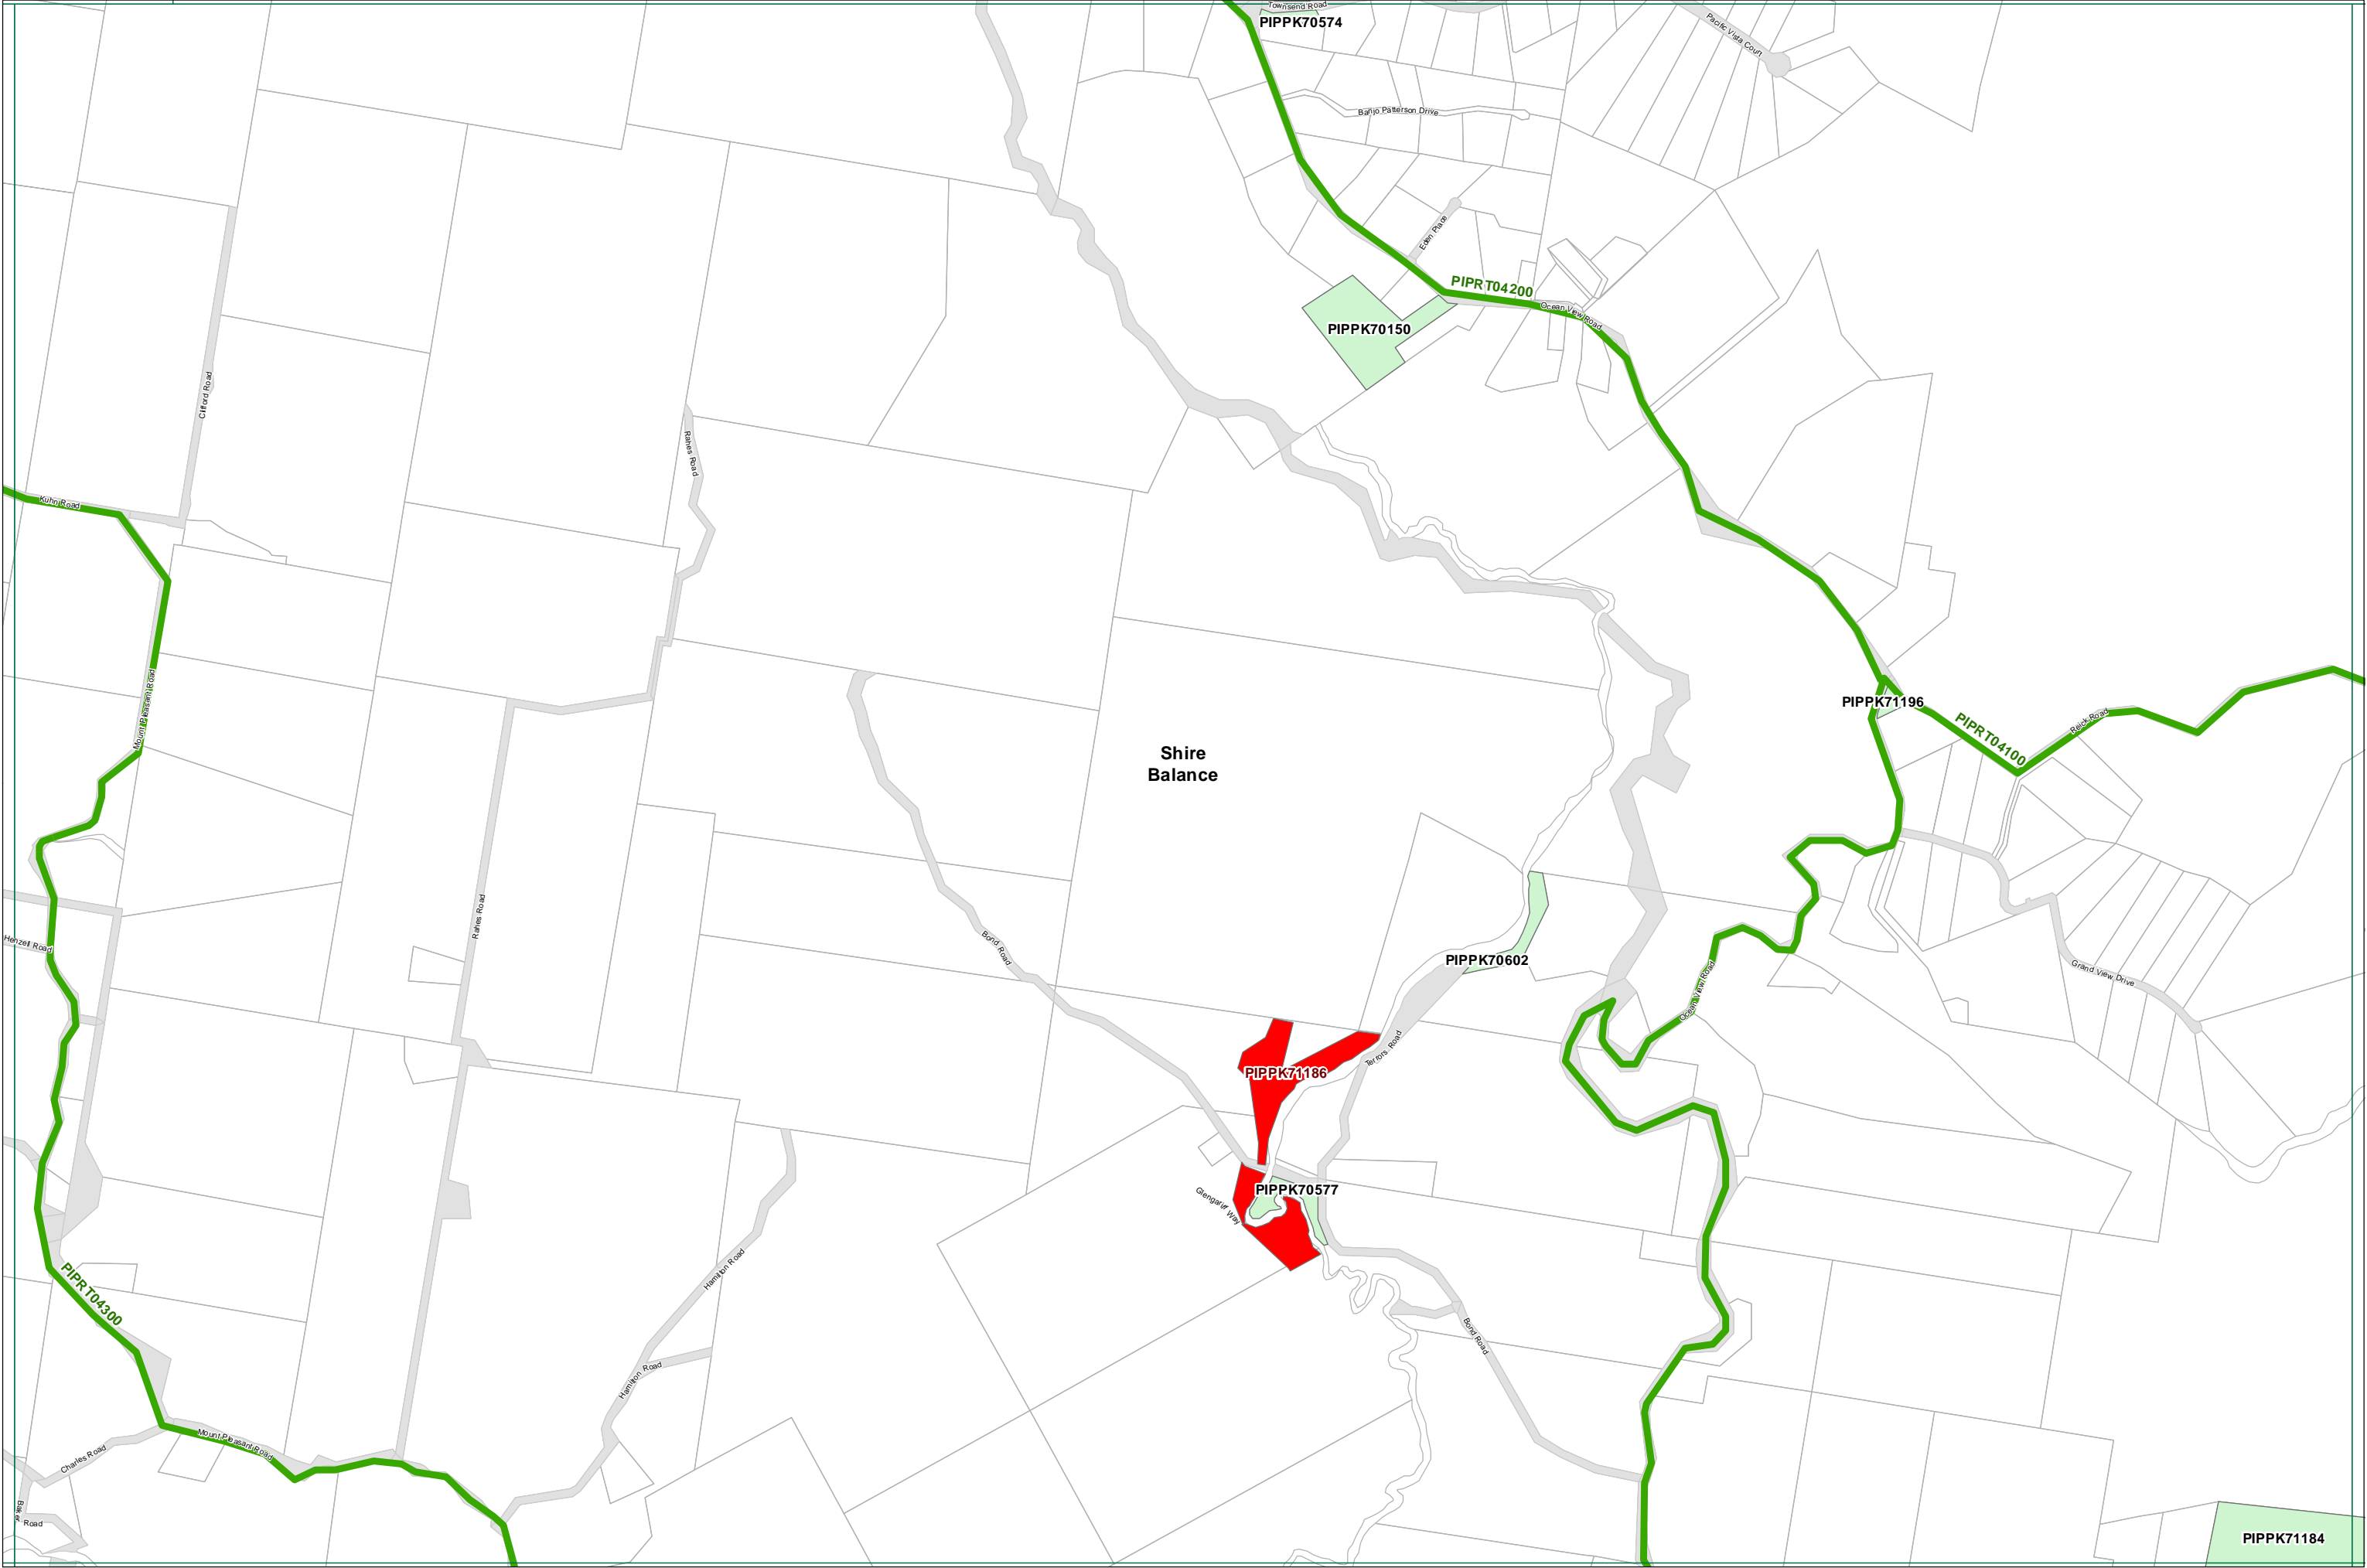 Townsend Road
PIPPK70574
Pacific Vista Court
Banjo Patterson Drive
Eden Place
PIPRT04200
Ocean View Road
PIPPK70150
Clifford Road
Rahes Road
Kuhn Road
Mount Pleasant Road
PIPPK71196
PIPRT04100
Reick Road
Shire
Balance
Rahes Road
Henzell Road
Bond Road
PIPPK70602
Ocean View Road
Grand View Drive
Terrors Road
PIPPK71186
PIPPK70577
Glengariff Way
Hamilton Road
PIPRT04300
Hamilton Road
Bond Road
Mount Pleasant Road
Charles Road
Baker
Road
PIPPK71184